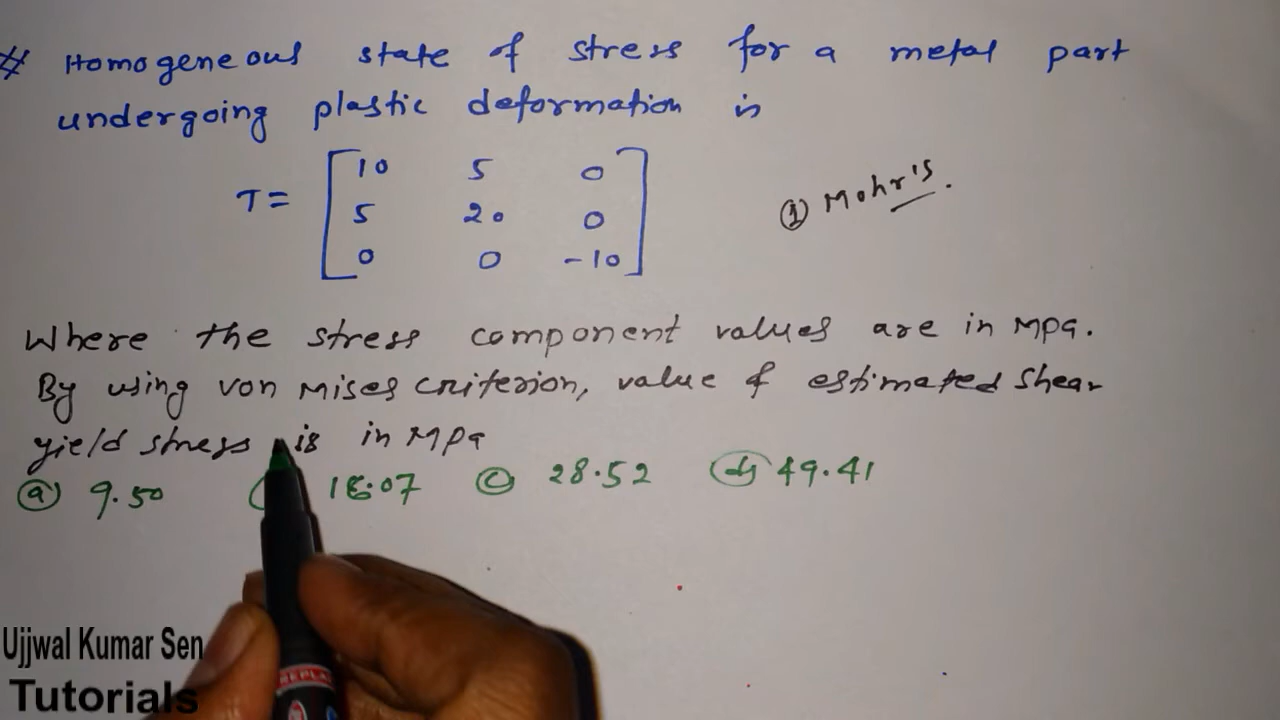 # Homogeneous state of stress for a metal part
undergoing plastic deformation is
T = [10 5 0
5 20 0
0 0 -10]
① Mohr's.
Where the stress component values are in MPa.
By using von Mises criterion, value of estimated shear
yield stress is in MPa
ⓐ 9.50 16.07 ⓒ 28.52 ⓓ 49.41
REPLA
Ujjwal Kumar Sen
Tutorials